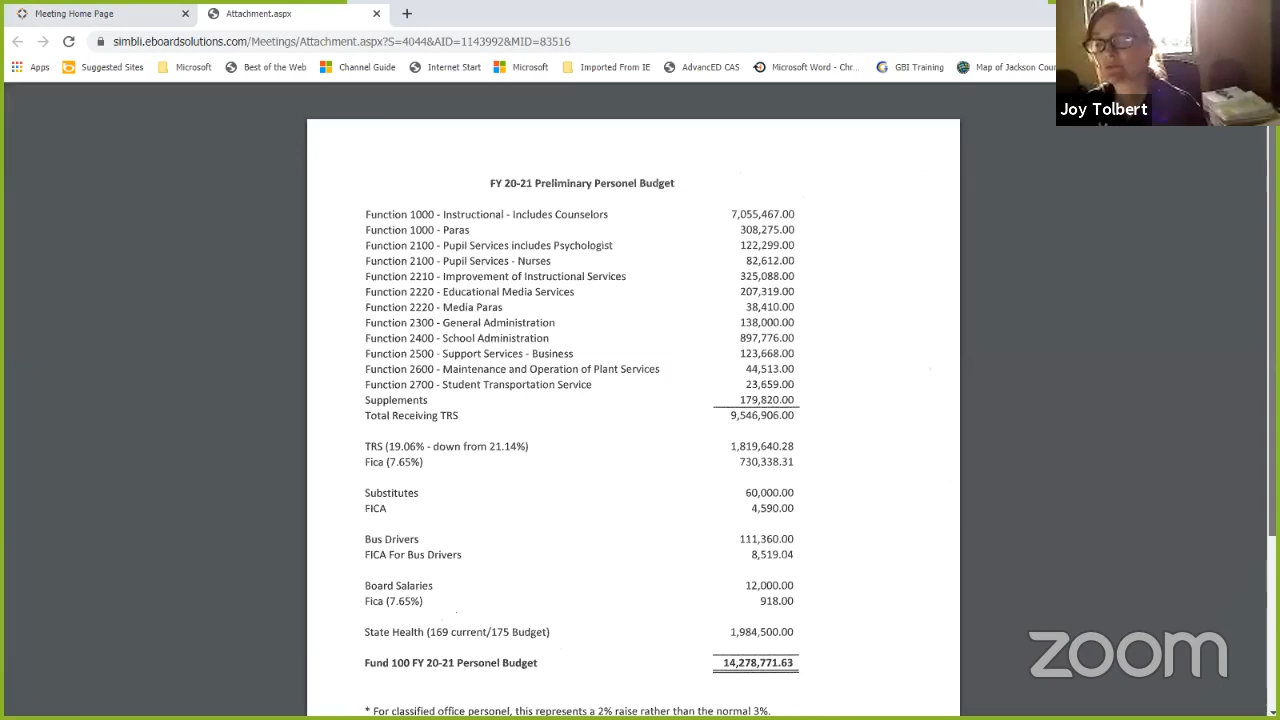 Meeting Home Page
Attachment.aspx
simbli.eboardsolutions.com/Meetings/Attachment.aspx?S=4044&AID=1143992&MID=83516
Apps Suggested Sites Microsoft Best of the Web Channel Guide Internet Start Microsoft Imported From IE AdvancED CAS Microsoft Word - Chr... GBI Training Map of Jackson Coun
Joy Tolbert
FY 20-21 Preliminary Personel Budget
Function 1000 - Instructional - Includes Counselors 7,055,467.00
Function 1000 - Paras 308,275.00
Function 2100 - Pupil Services includes Psychologist 122,299.00
Function 2100 - Pupil Services - Nurses 82,612.00
Function 2210 - Improvement of Instructional Services 325,088.00
Function 2220 - Educational Media Services 207,319.00
Function 2220 - Media Paras 38,410.00
Function 2300 - General Administration 138,000.00
Function 2400 - School Administration 897,776.00
Function 2500 - Support Services - Business 123,668.00
Function 2600 - Maintenance and Operation of Plant Services 44,513.00
Function 2700 - Student Transportation Service 23,659.00
Supplements 179,820.00
Total Receiving TRS 9,546,906.00
TRS (19.06% - down from 21.14%) 1,819,640.28
Fica (7.65%) 730,338.31
Substitutes 60,000.00
FICA 4,590.00
Bus Drivers 111,360.00
FICA For Bus Drivers 8,519.04
Board Salaries 12,000.00
Fica (7.65%) 918.00
State Health (169 current/175 Budget) 1,984,500.00
Fund 100 FY 20-21 Personel Budget 14,278,771.63
* For classified office personel, this represents a 2% raise rather than the normal 3%.
zoom